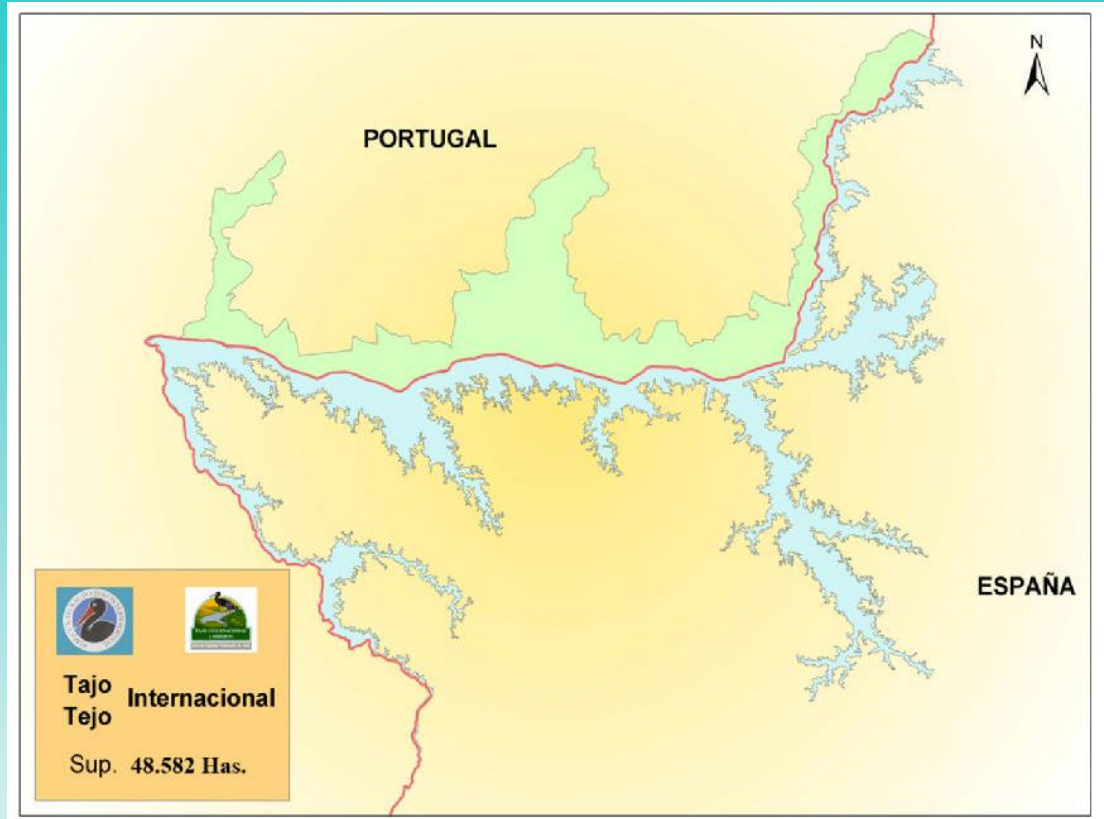 N
PORTUGAL
ESPAÑA
Tajo
Tejo
Internacional
Sup. 48.582 Has.